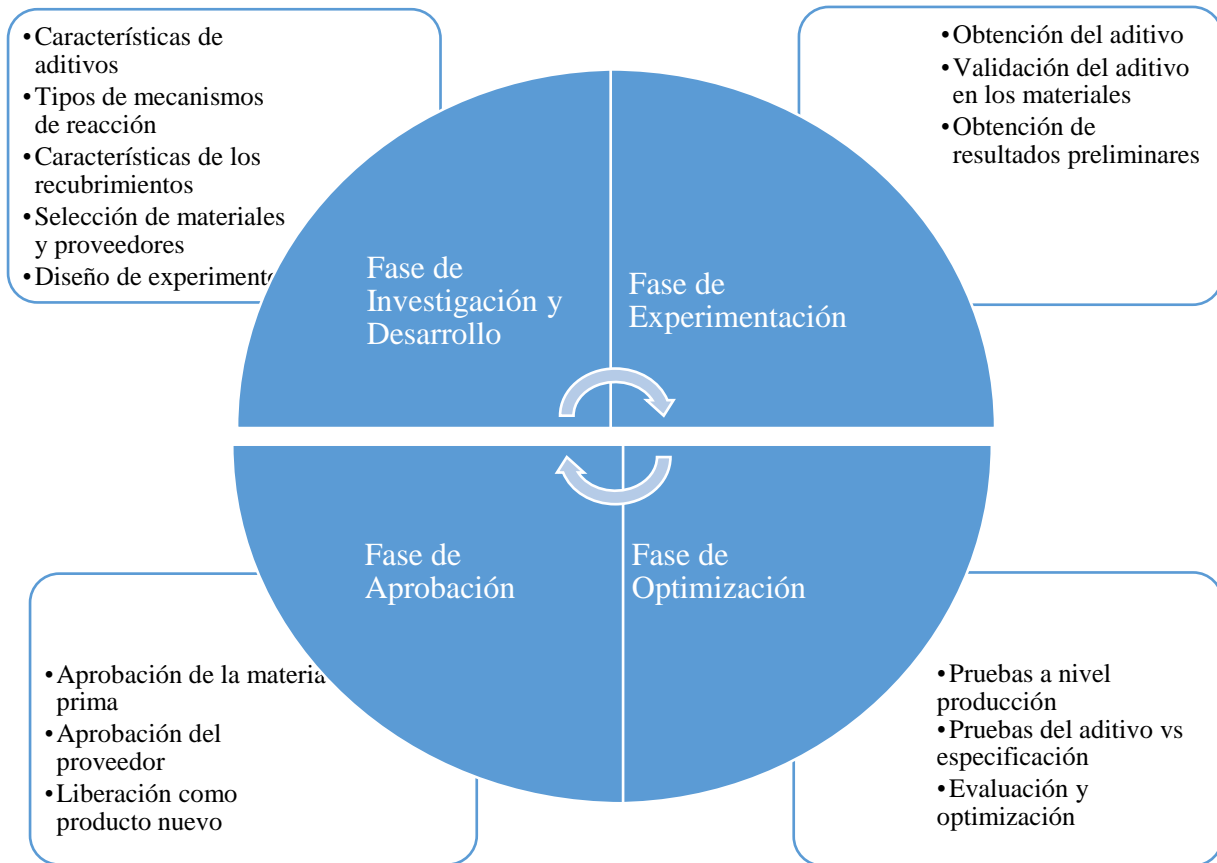 •Características de
aditivos
•Tipos de mecanismos
de reacción
•Características de los
recubrimientos
•Selección de materiales
y proveedores
•Diseño de experimento
•Obtención del aditivo
•Validación del aditivo
en los materiales
•Obtención de
resultados preliminares
Fase de
Investigación y
Desarrollo
Fase de
Experimentación
Fase de
Aprobación
Fase de
Optimización
•Aprobación de la materia
prima
•Aprobación del
proveedor
•Liberación como
producto nuevo
•Pruebas a nivel
producción
•Pruebas del aditivo vs
especificación
•Evaluación y
optimización